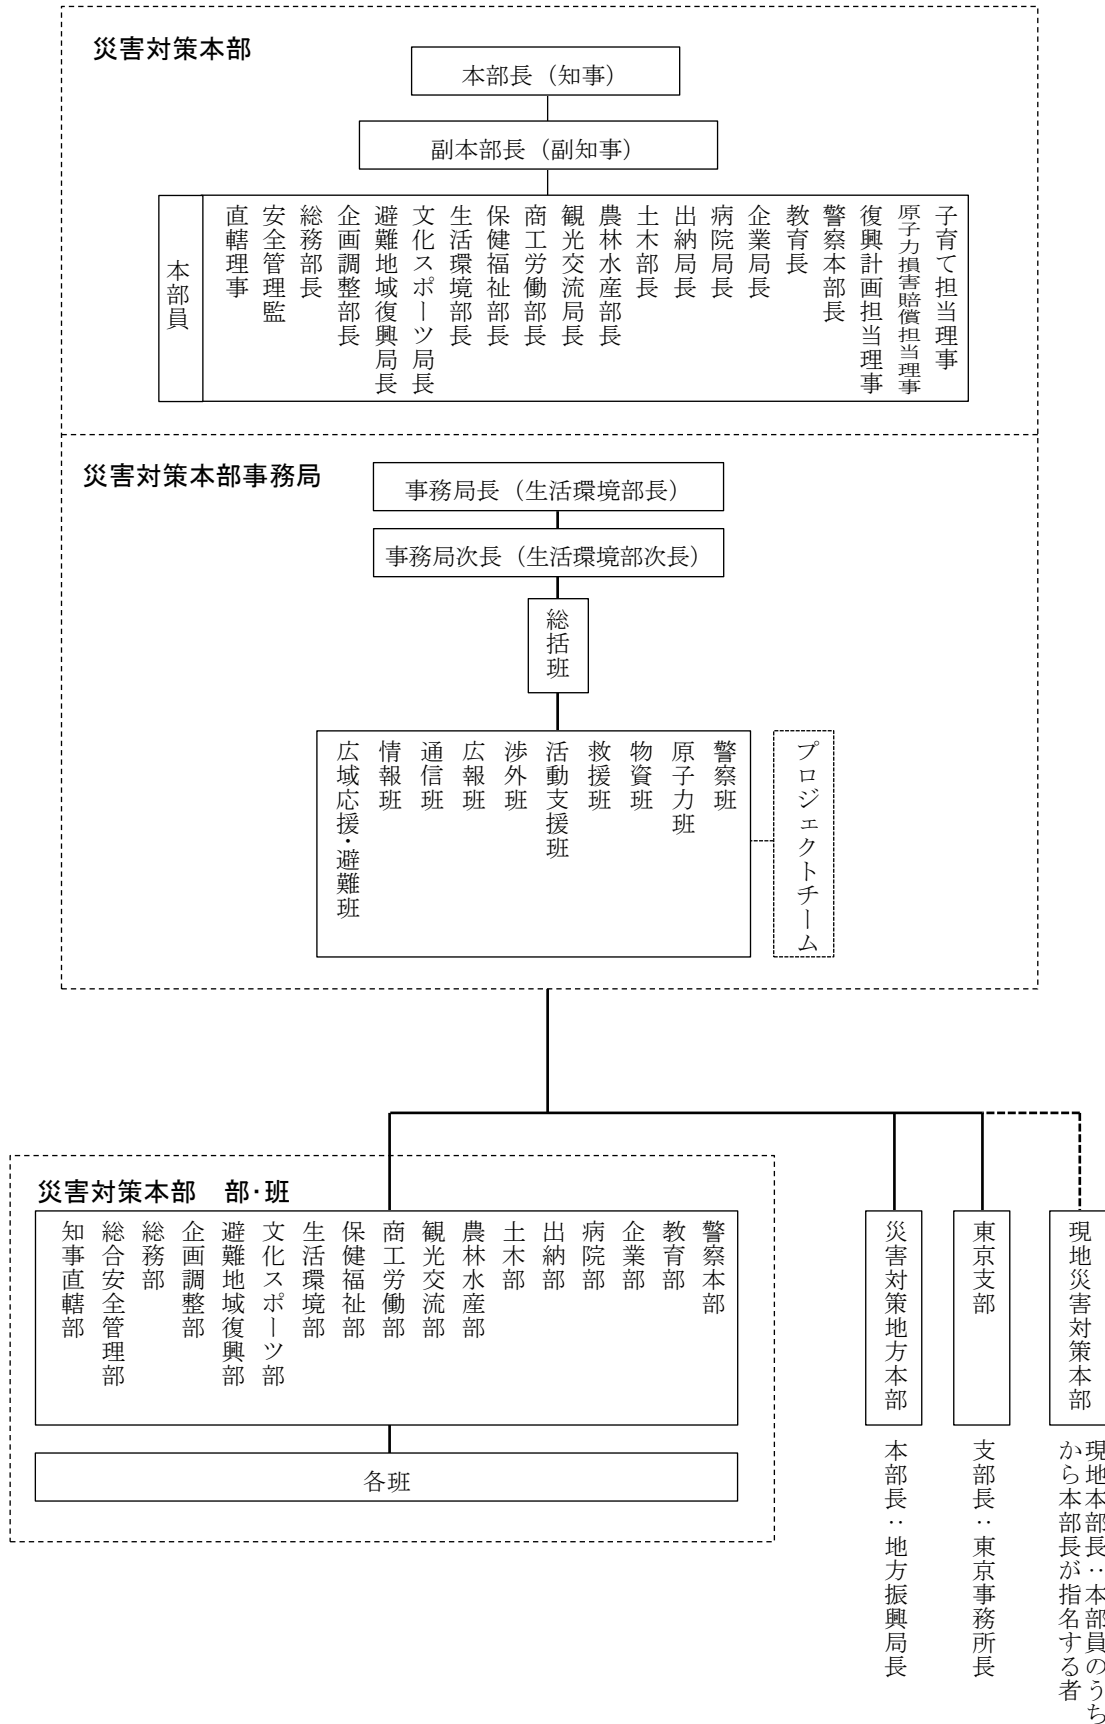 災害対策本部
本部長（知事）
副本部長（副知事）
本部員
直轄理事
安全管理監
総務部長
企画調整部長
避難地域復興局長
文化スポーツ局長
生活環境部長
保健福祉部長
商工労働部長
観光交流局長
農林水産部長
土木部長
出納局長
病院局長
企業局長
教育長
警察本部長
復興計画担当理事
原子力損害賠償担当理事
子育て担当理事
災害対策本部事務局
事務局長（生活環境部長）
事務局次長（生活環境部次長）
総括班
広域応援・避難班
情報班
通信班
広報班
渉外班
活動支援班
救援班
物資班
原子力班
警察班
プロジェクトチーム
災害対策本部　部・班
知事直轄部
総合安全管理部
総務部
企画調整部
避難地域復興部
文化スポーツ部
生活環境部
保健福祉部
商工労働部
観光交流部
農林水産部
土木部
出納部
病院部
企業部
教育部
警察本部
各班
災害対策地方本部
本部長：地方振興局長
東京支部
支部長：東京事務所長
現地災害対策本部
現地本部長：本部員のうち
から本部長が指名する者